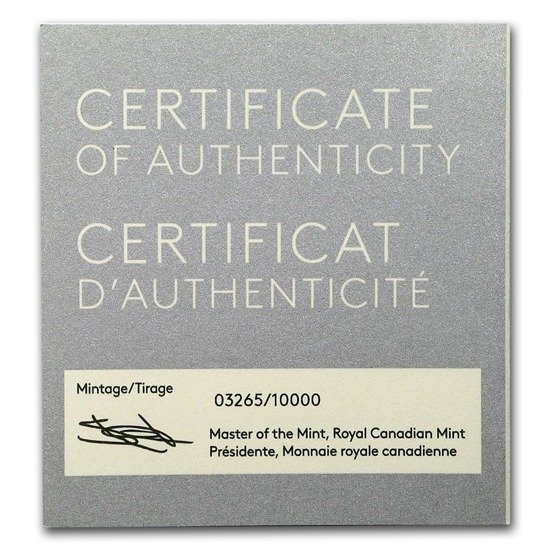 CERTIFICATE
OF AUTHENTICITY
CERTIFICAT
D'AUTHENTICITÉ
Mintage/Tirage
03265/10000
Master of the Mint, Royal Canadian Mint
Présidente, Monnaie royale canadienne